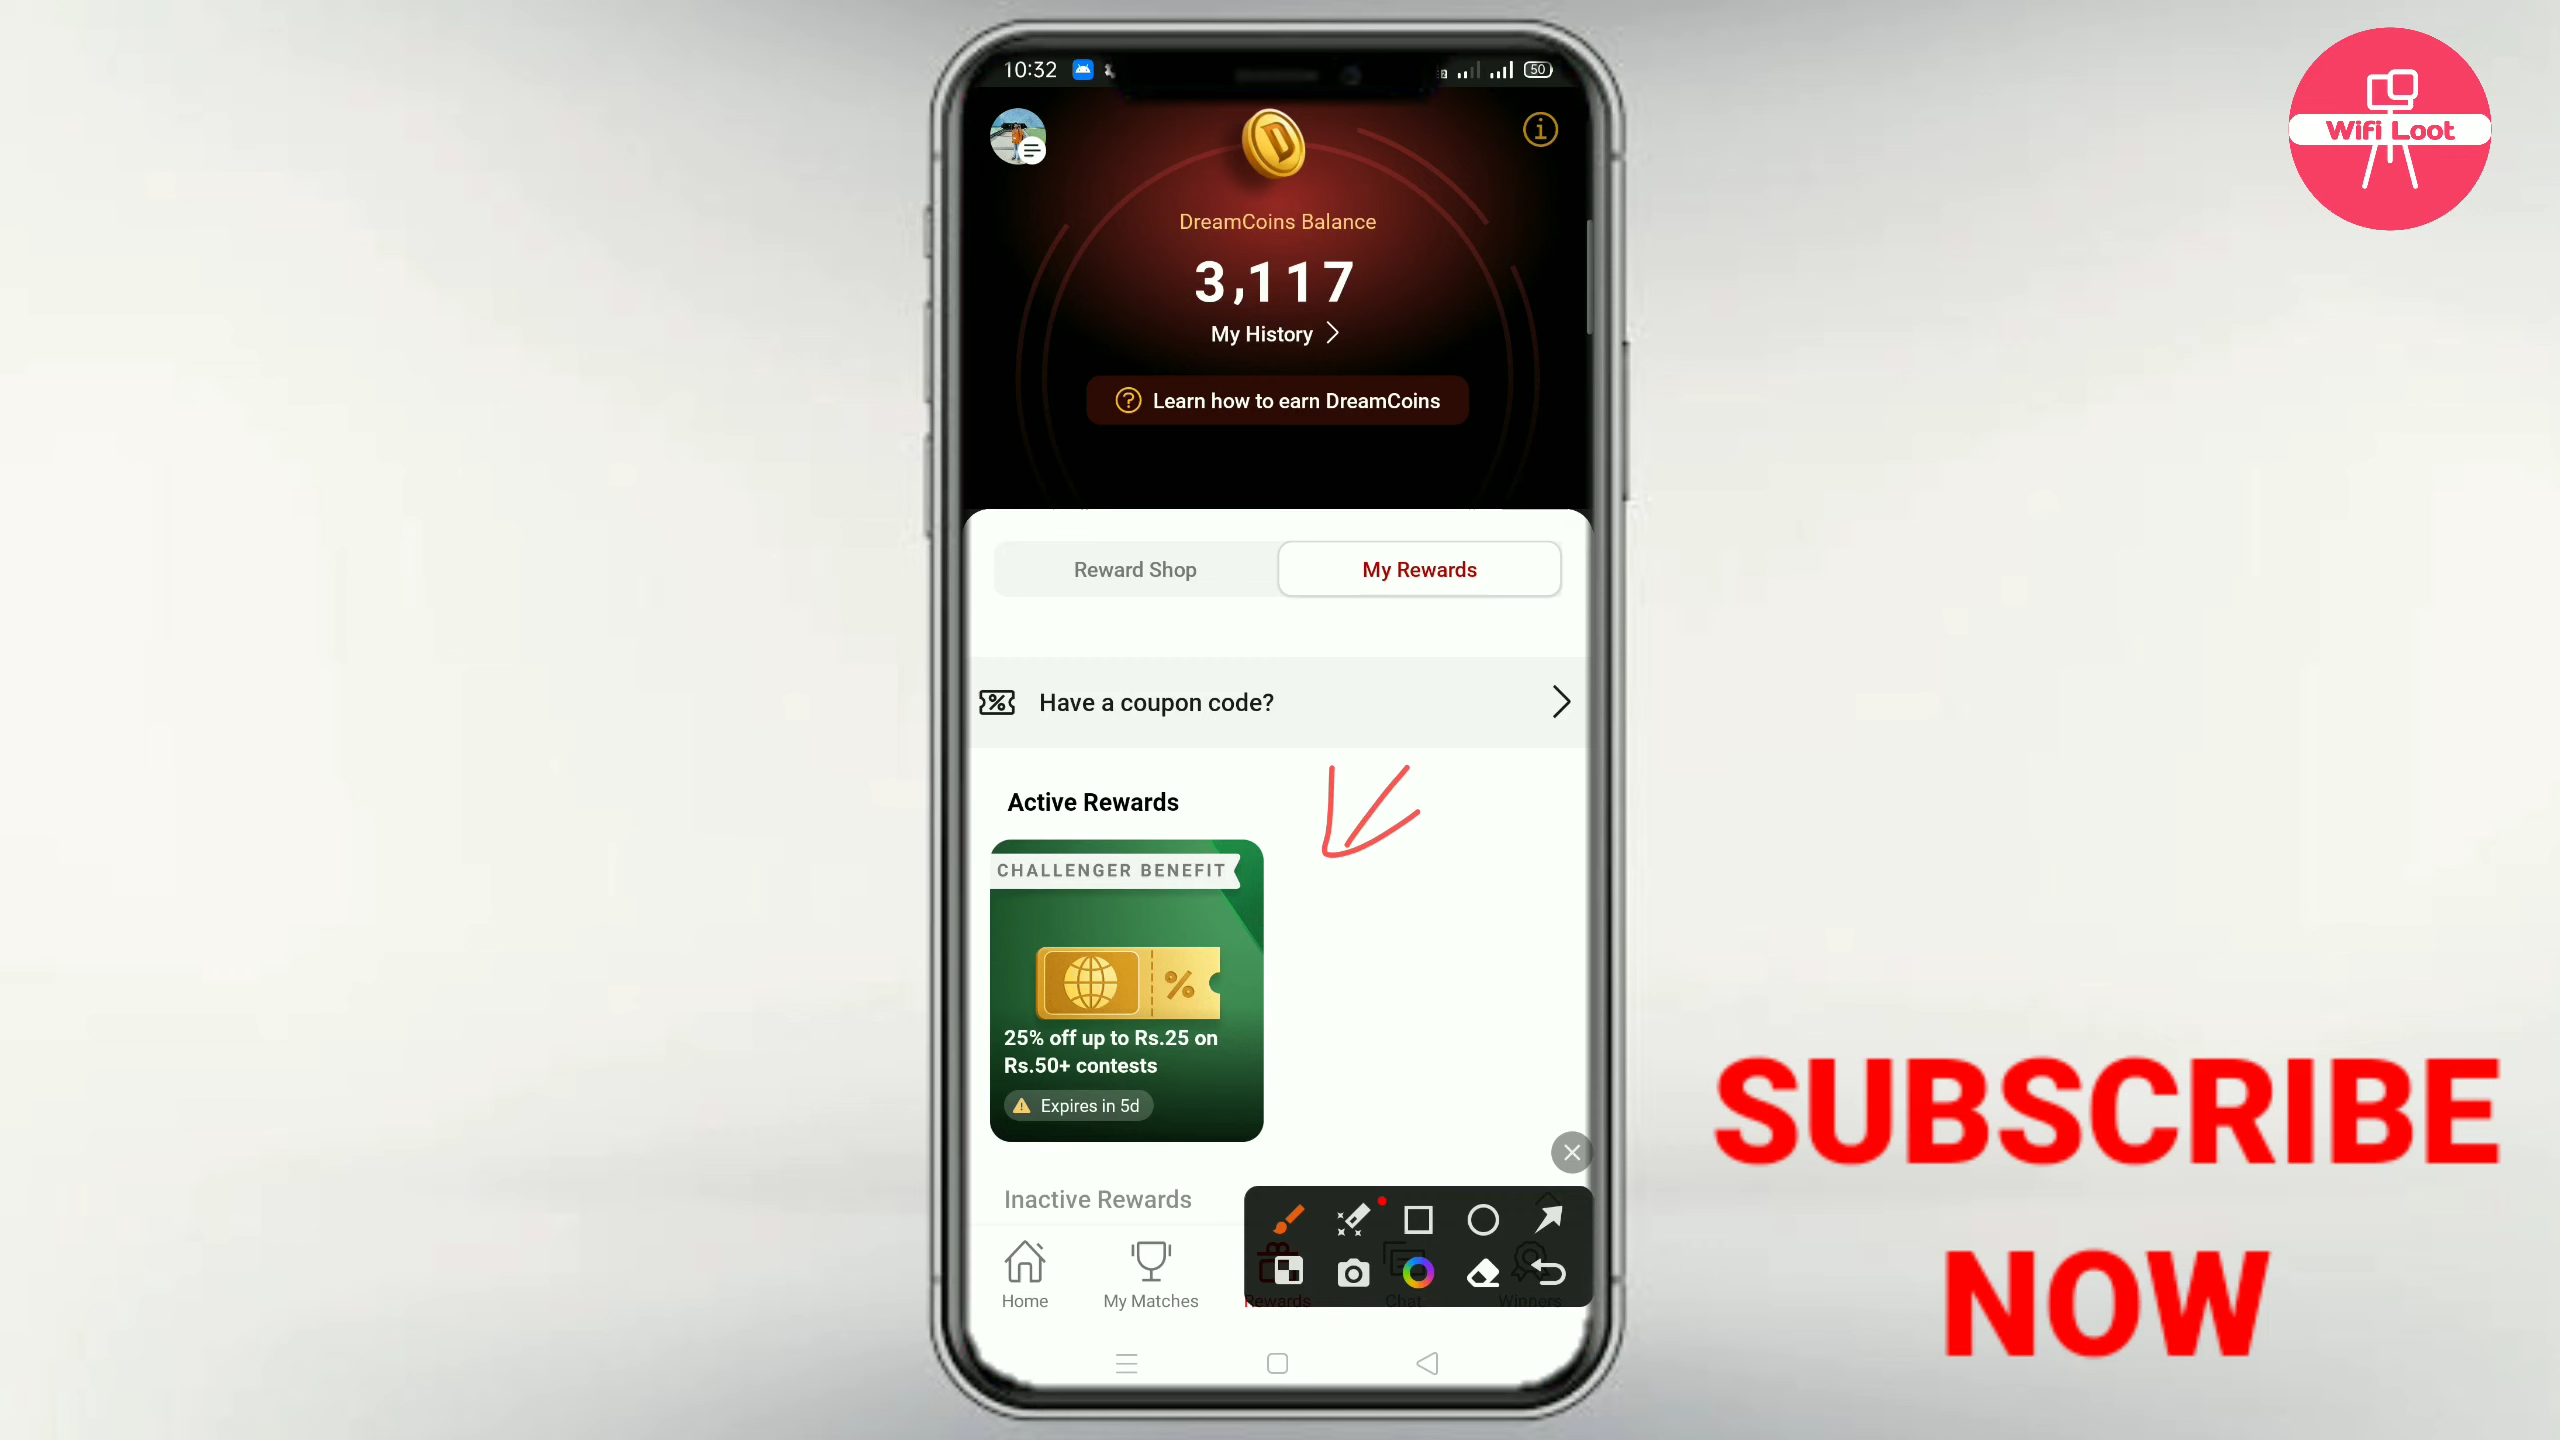 10:32
50
Wifi Loot
DreamCoins Balance
3,117
My History
Learn how to earn DreamCoins
Reward Shop
My Rewards
Have a coupon code?
Active Rewards
CHALLENGER BENEFIT
25% off up to Rs.25 on
Rs.50+ contests
Expires in 5d
Inactive Rewards
Home
My Matches
Rewards
Chat
Winners
SUBSCRIBE
NOW